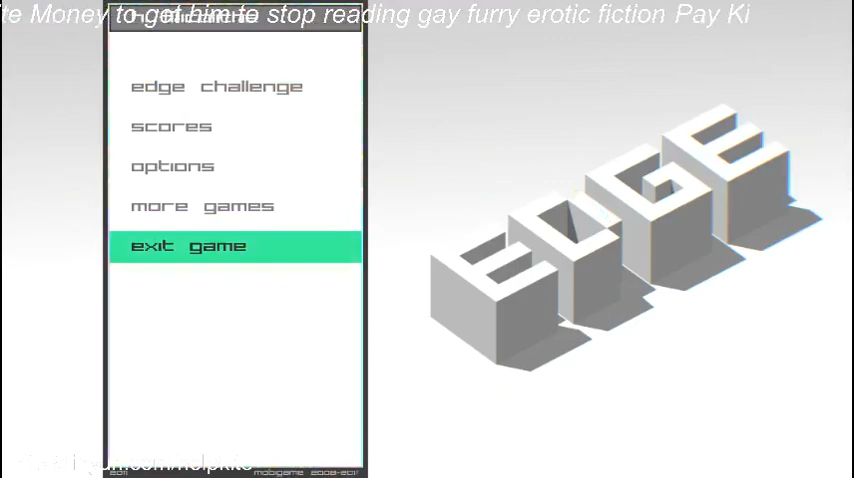 Money to get him to stop reading gay furry erotic fiction Pay Ki
edge challenge
scores
options
more games
exit game
EDGE
mobigame 2008-2011